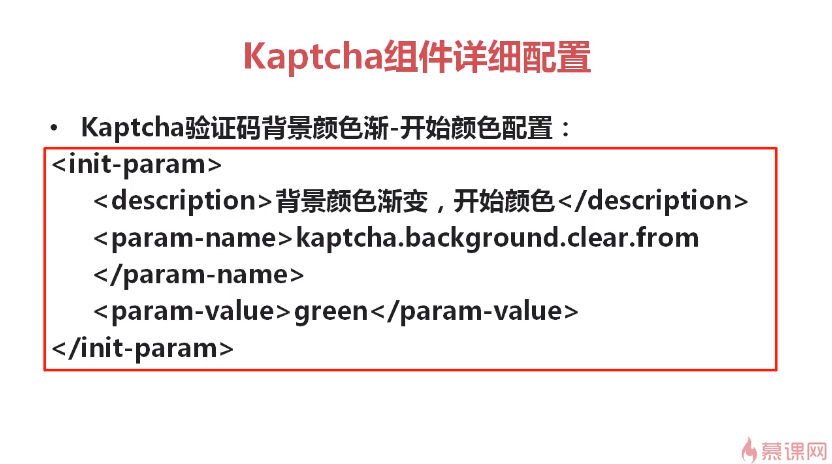 Kaptcha组件详细配置
• Kaptcha验证码背景颜色渐-开始颜色配置：
<init-param>
<description>背景颜色渐变，开始颜色</description>
<param-name>kaptcha.background.clear.from
</param-name>
<param-value>green</param-value>
</init-param>
慕课网